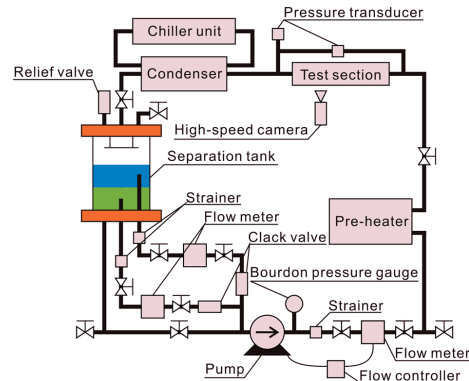 Pressure transducer
Chiller unit
Relief valve
Condenser
Test section
High-speed camera
Separation tank
Strainer
Flow meter
Pre-heater
Clack valve
Bourdon pressure gauge
Strainer
Pump
Flow meter
Flow controller